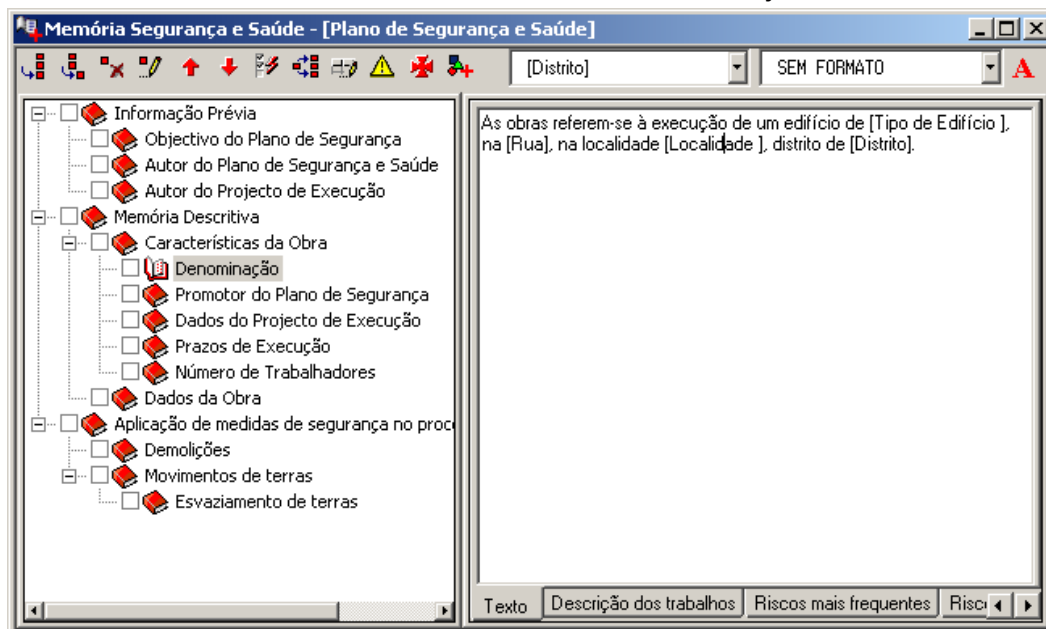 Memória Segurança e Saúde - [Plano de Segurança e Saúde]
[Distrito]
SEM FORMATO
A
Informação Prévia
Objectivo do Plano de Segurança
Autor do Plano de Segurança e Saúde
Autor do Projecto de Execução
Memória Descritiva
Características da Obra
Denominação
Promotor do Plano de Segurança
Dados do Projecto de Execução
Prazos de Execução
Número de Trabalhadores
Dados da Obra
Aplicação de medidas de segurança no proc
Demolições
Movimentos de terras
Esvaziamento de terras
As obras referem-se à execução de um edifício de [Tipo de Edifício ],
na [Rua], na localidade [Localidade ], distrito de [Distrito].
Texto
Descrição dos trabalhos
Riscos mais frequentes